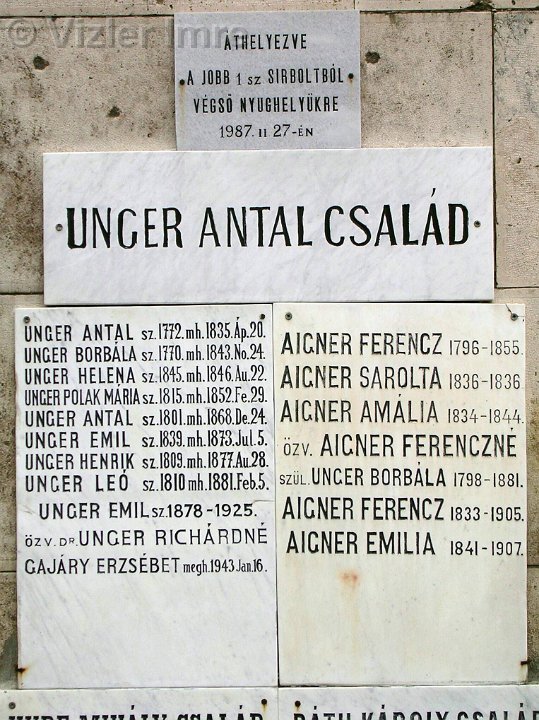 © Vizler Imre
ÁTHELYEZVE
A JOBB 1 sz SIRBOLTBÓL
VÉGSŐ NYUGHELYÜKRE
1987. II 27-ÉN
UNGER ANTAL CSALÁD
UNGER ANTAL sz.1772.mh.1835.Áp.20.
UNGER BORBÁLA sz.1770.mh.1843.No.24.
UNGER HELENA sz.1845.mh.1846.Au.22.
UNGER POLAK MÁRIA sz.1815.mh.1852.Fe.29.
UNGER ANTAL sz.1801.mh.1868.De.24.
UNGER EMIL sz.1839.mh.1873.Jul.5.
UNGER HENRIK sz.1809.mh.1877.Au.28.
UNGER LEÓ sz.1810 mh.1881.Feb.5.
UNGER EMIL sz.1878-1925.
ÖZV. DR. UNGER RICHÁRDNÉ
GAJÁRY ERZSÉBET megh.1943.Jan.16.
AIGNER FERENCZ 1796-1855.
AIGNER SAROLTA 1836-1836.
AIGNER AMÁLIA 1834-1844.
ÖZV. AIGNER FERENCZNÉ
SZÜL. UNGER BORBÁLA 1798-1881.
AIGNER FERENCZ 1833-1905.
AIGNER EMILIA 1841-1907.
MIHÁLY CSALÁD
RÁTH KÁROLY CSALÁD